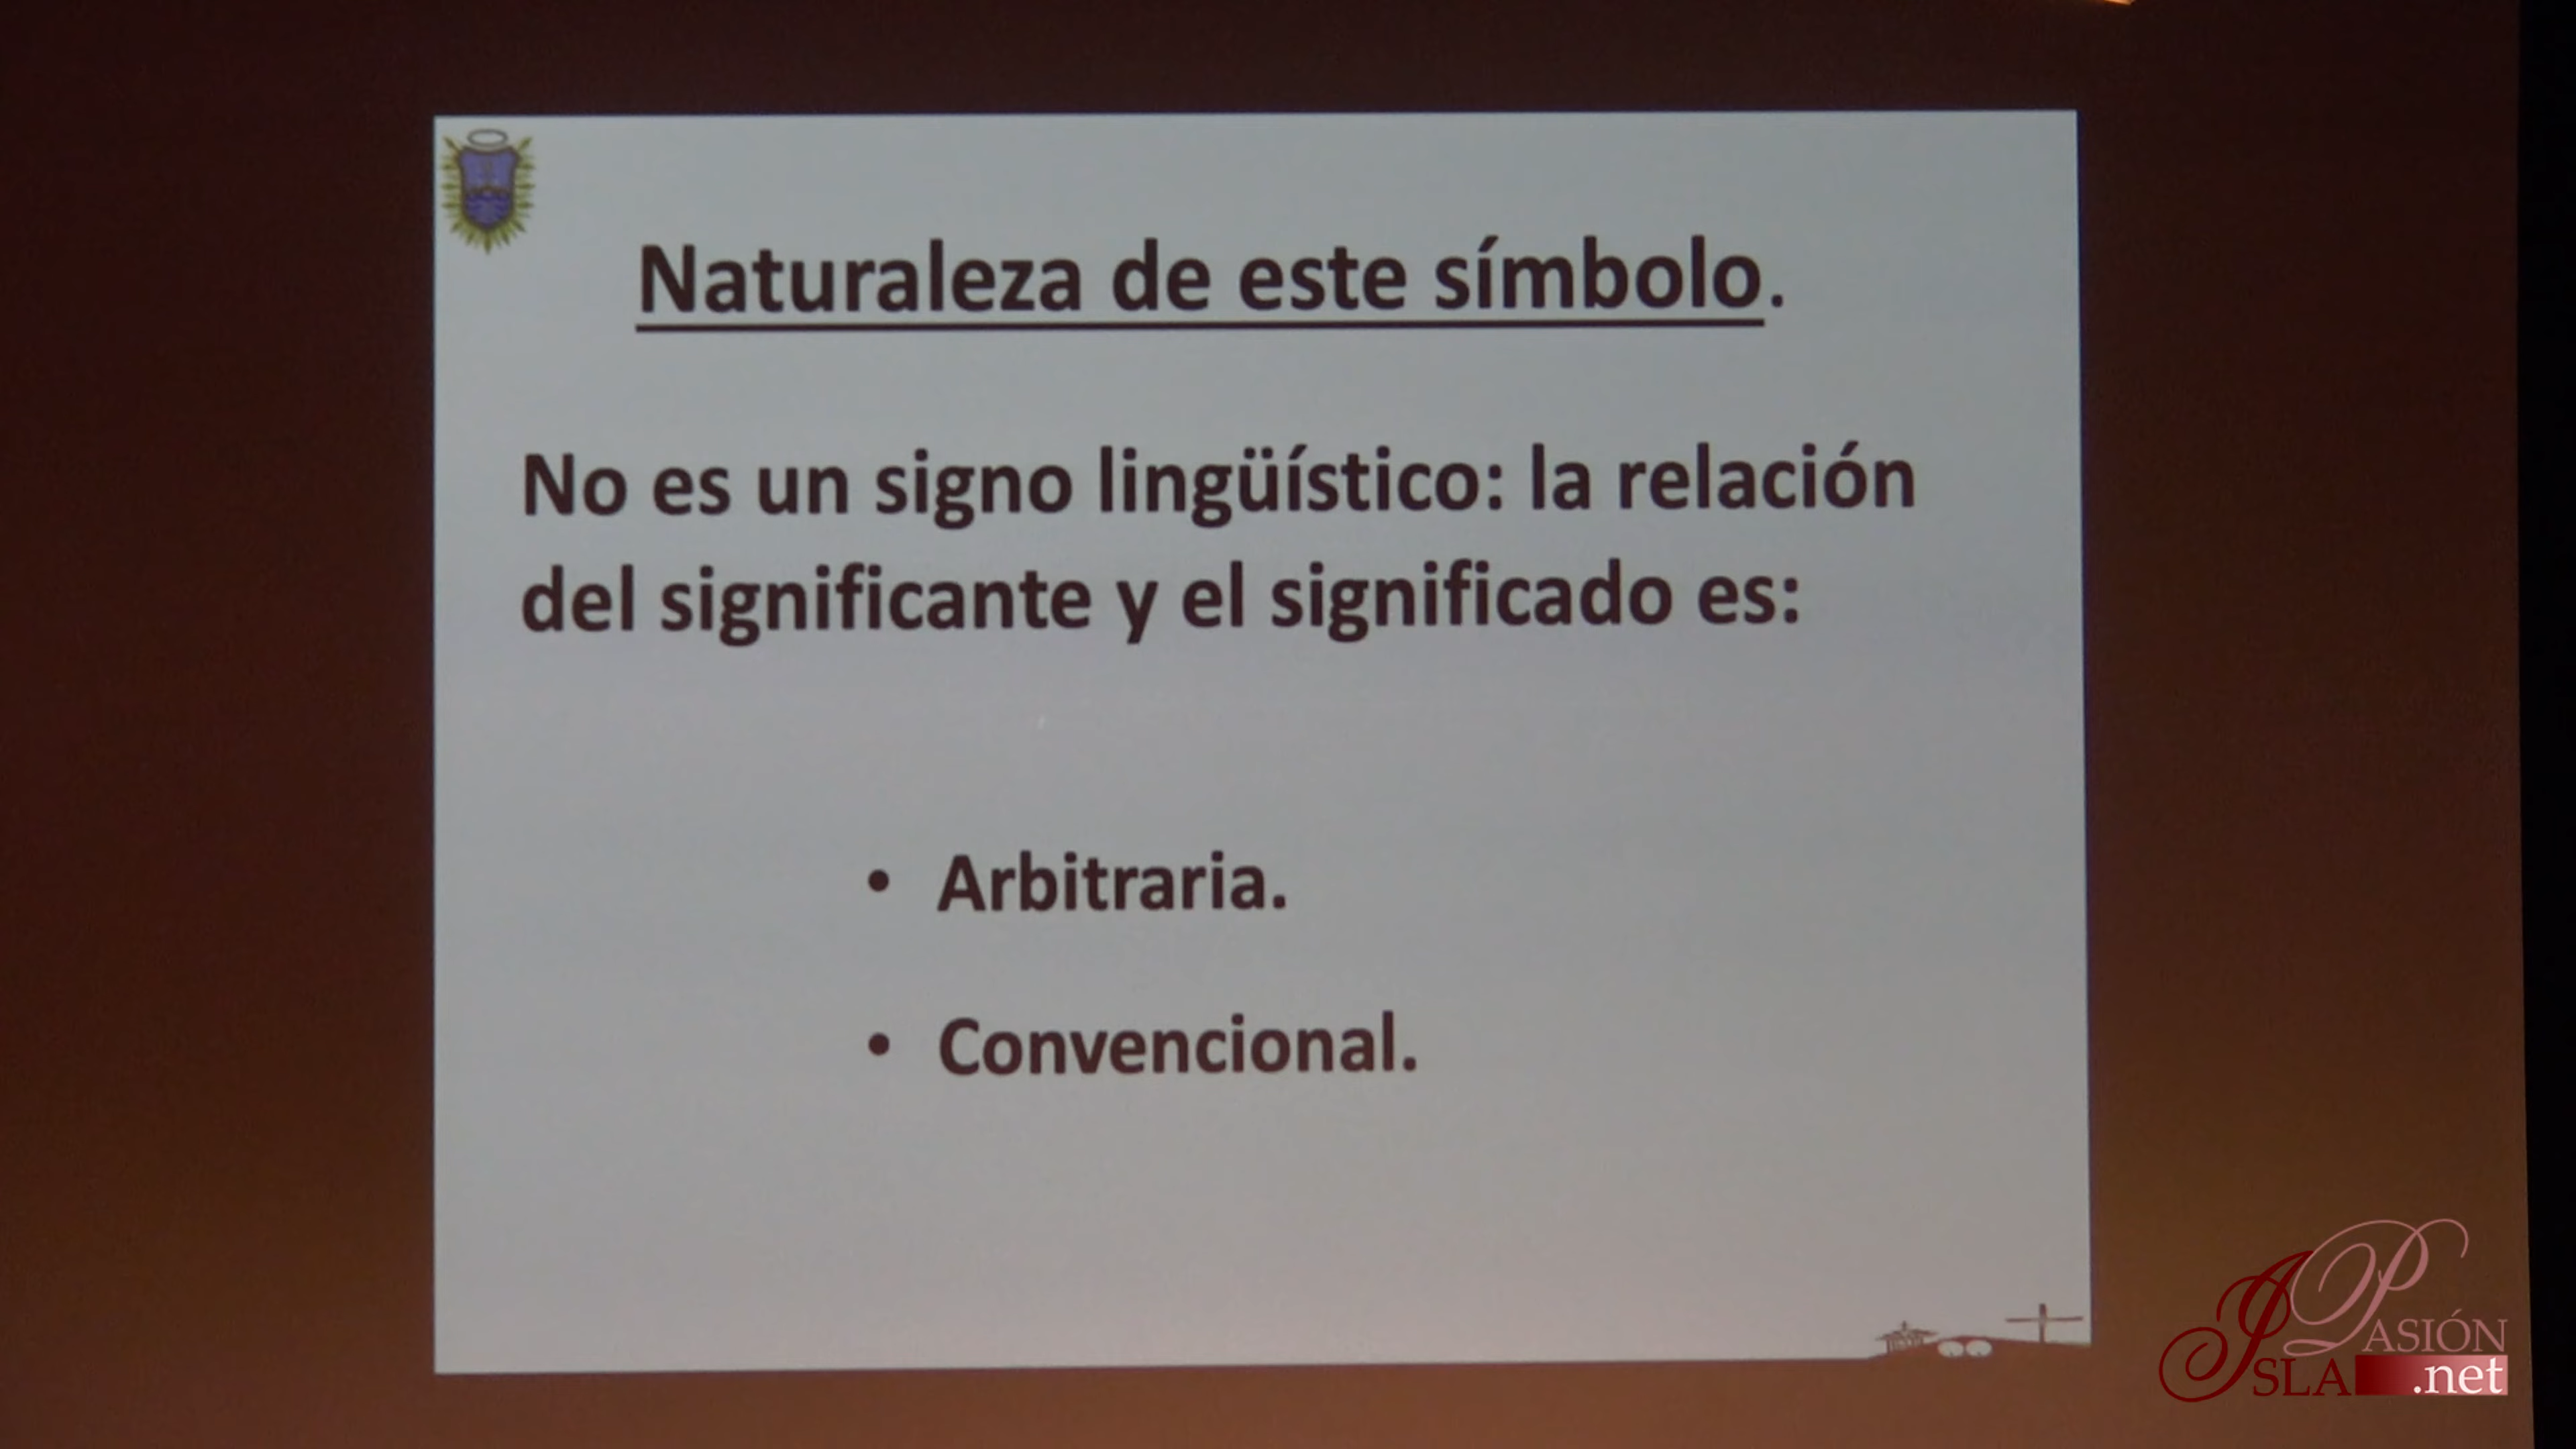 Naturaleza de este símbolo.
No es un signo lingüístico: la relación
del significante y el significado es:
• Arbitraria.
• Convencional.
PASIÓN
ISLA .net